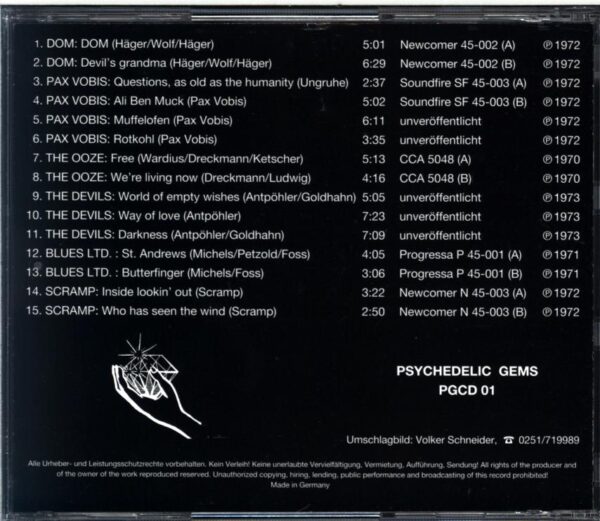 1. DOM: DOM (Häger/Wolf/Häger) 5:01 Newcomer 45-002 (A) ℗ 1972
2. DOM: Devil's grandma (Häger/Wolf/Häger) 6:29 Newcomer 45-002 (B) ℗ 1972
3. PAX VOBIS: Questions, as old as the humanity (Ungruhe) 2:37 Soundfire SF 45-003 (A) ℗ 1972
4. PAX VOBIS: Ali Ben Muck (Pax Vobis) 5:02 Soundfire SF 45-003 (B) ℗ 1972
5. PAX VOBIS: Muffelofen (Pax Vobis) 6:11 unveröffentlicht ℗ 1972
6. PAX VOBIS: Rotkohl (Pax Vobis) 3:35 unveröffentlicht ℗ 1972
7. THE OOZE: Free (Wardius/Dreckmann/Ketscher) 5:13 CCA 5048 (A) ℗ 1970
8. THE OOZE: We're living now (Dreckmann/Ludwig) 4:16 CCA 5048 (B) ℗ 1970
9. THE DEVILS: World of empty wishes (Antpöhler/Goldhahn) 5:05 unveröffentlicht ℗ 1973
10. THE DEVILS: Way of love (Antpöhler) 7:23 unveröffentlicht ℗ 1973
11. THE DEVILS: Darkness (Antpöhler/Goldhahn) 7:09 unveröffentlicht ℗ 1973
12. BLUES LTD. : St. Andrews (Michels/Petzold/Foss) 4:05 Progressa P 45-001 (A) ℗ 1971
13. BLUES LTD. : Butterfinger (Michels/Foss) 3:06 Progressa P 45-001 (B) ℗ 1971
14. SCRAMP: Inside lookin' out (Scramp) 3:22 Newcomer N 45-003 (A) ℗ 1972
15. SCRAMP: Who has seen the wind (Scramp) 2:50 Newcomer N 45-003 (B) ℗ 1972
PSYCHEDELIC GEMS
PGCD 01
Umschlagbild: Volker Schneider, ☎ 0251/719989
Alle Urheber- und Leistungsschutzrechte vorbehalten. Kein Verleih! Keine unerlaubte Vervielfältigung, Vermietung, Aufführung, Sendung! All rights of the producer and
of the owner of the work reproduced reserved. Unauthorized copying, hiring, lending, public performance and broadcasting of this record prohibited!
Made in Germany